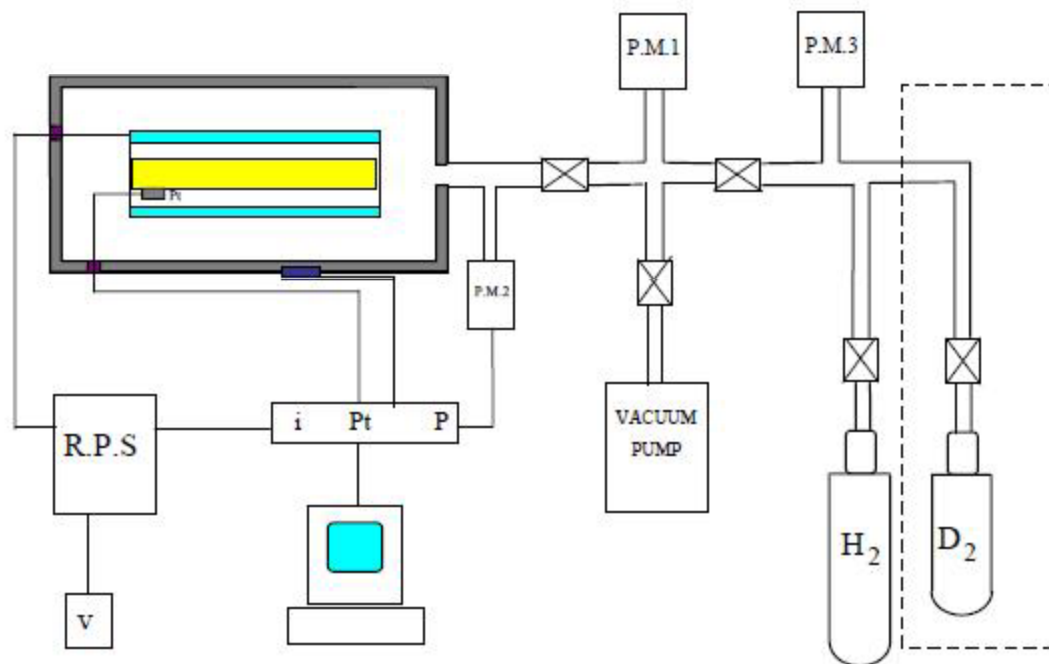 P.M.1
P.M.3
Pt
P.M.2
i Pt P
R.P.S
VACUUM
PUMP
H2
D2
V